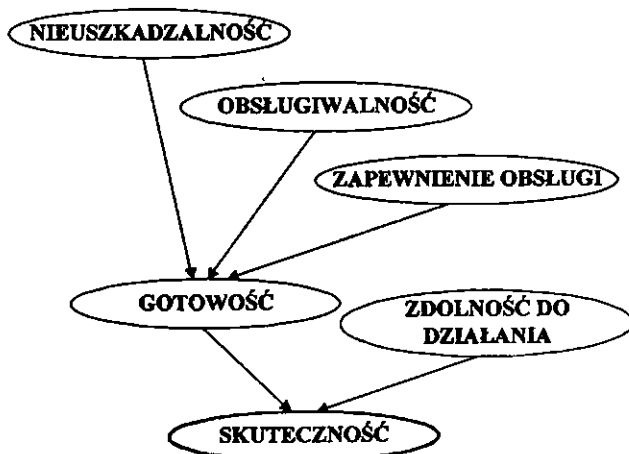 NIEUSZKADZALNOŚĆ
OBSŁUGIWALNOŚĆ
ZAPEWNIENIE OBSŁUGI
GOTOWOŚĆ
ZDOLNOŚĆ DO
DZIAŁANIA
SKUTECZNOŚĆ